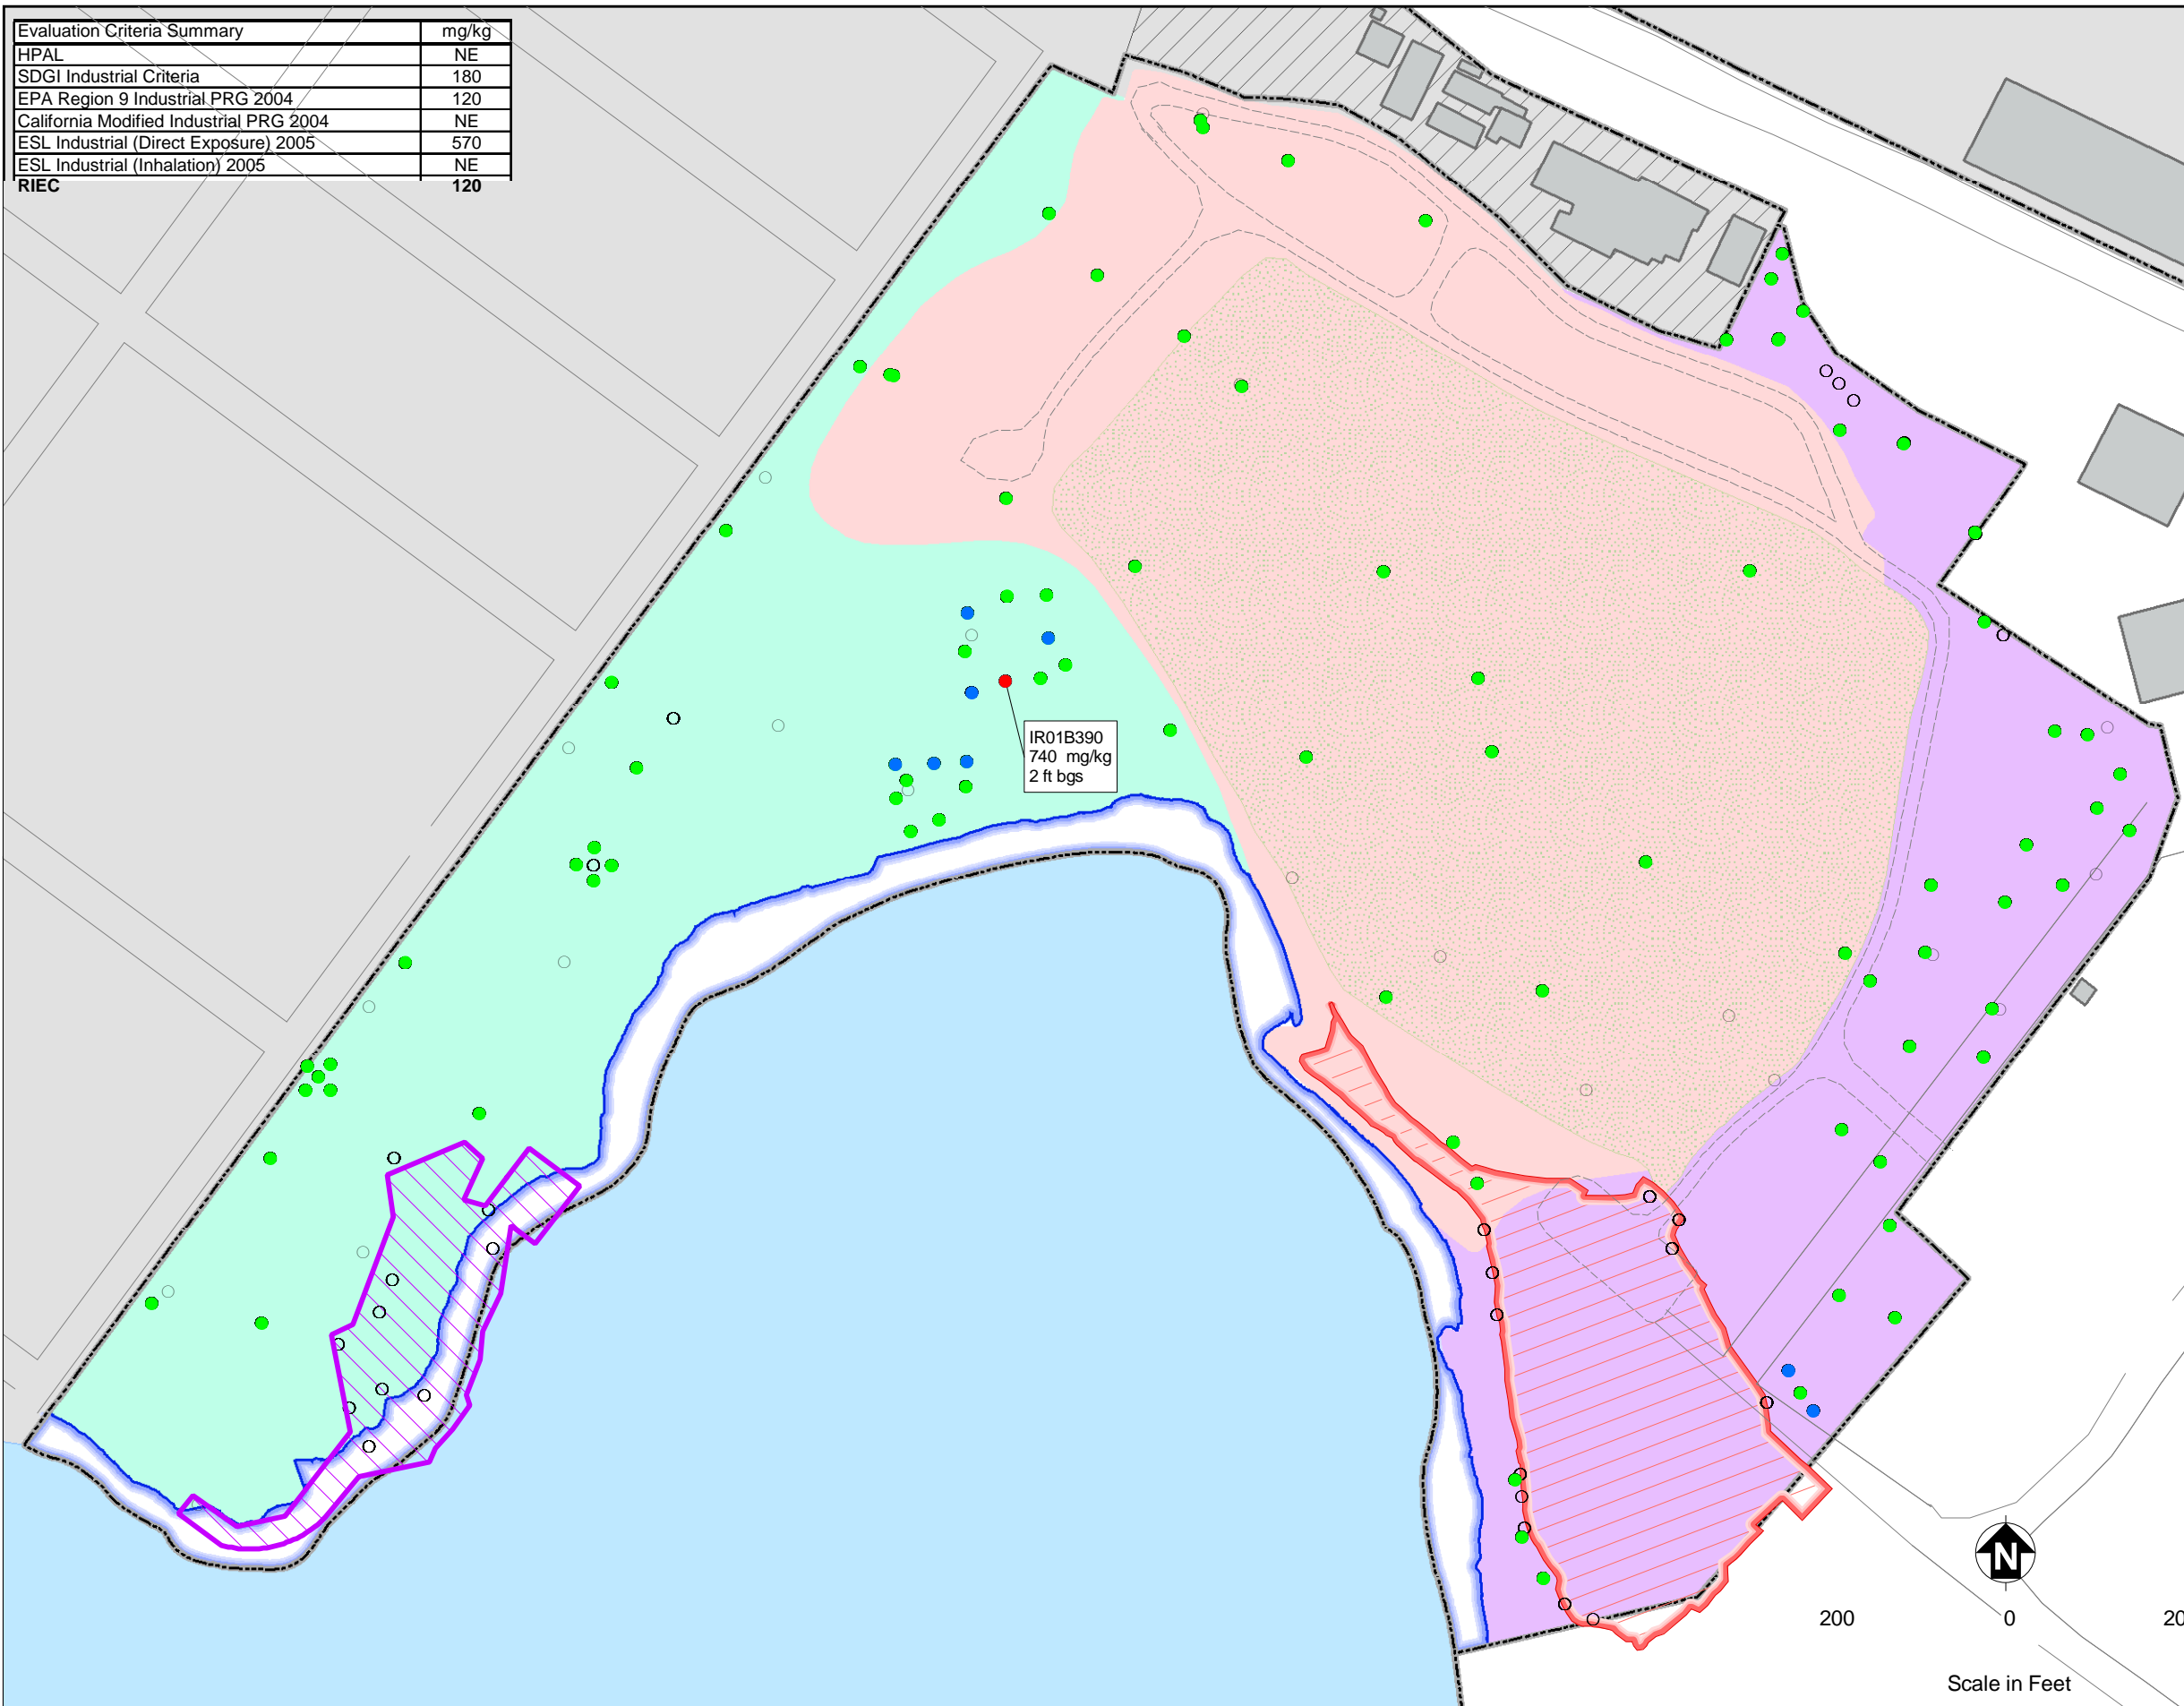 Evaluation Criteria Summary mg/kg
HPAL NE
SDGI Industrial Criteria 180
EPA Region 9 Industrial PRG 2004 120
California Modified Industrial PRG 2004 NE
ESL Industrial (Direct Exposure) 2005 570
ESL Industrial (Inhalation) 2005 NE
RIEC 120
IR01B390
740 mg/kg
2 ft bgs
N
200 0 20
Scale in Feet